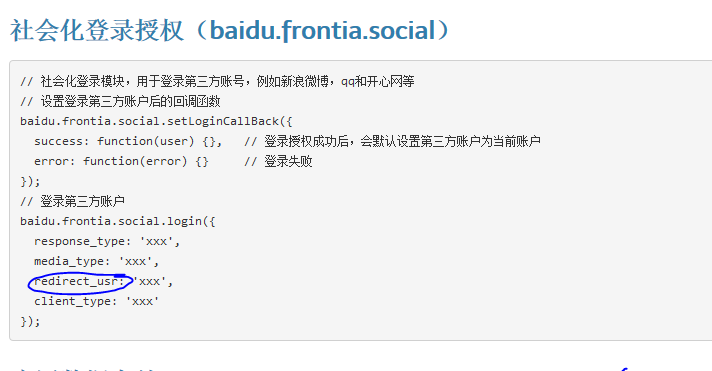 社会化登录授权（baidu.frontia.social）
// 社会化登录模块，用于登录第三方账号，例如新浪微博，qq和开心网等
// 设置登录第三方账户后的回调函数
baidu.frontia.social.setLoginCallBack({
  success: function(user) {},   // 登录授权成功后，会默认设置第三方账户为当前账户
  error: function(error) {}     // 登录失败
});
// 登录第三方账户
baidu.frontia.social.login({
  response_type: 'xxx',
  media_type: 'xxx',
  redirect_usr: 'xxx',
  client_type: 'xxx'
});